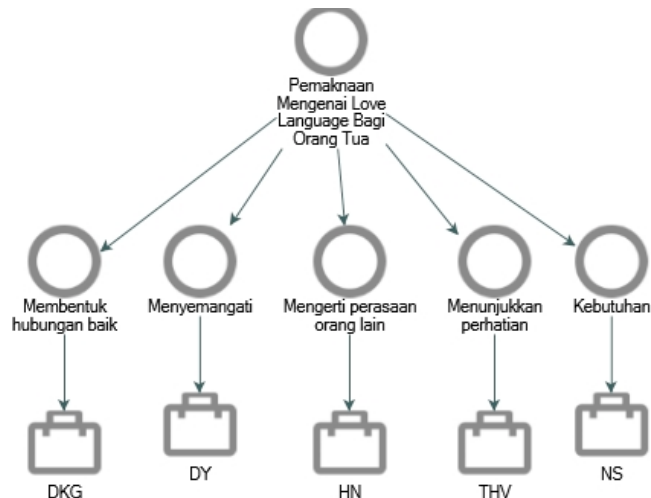 Pemaknaan
Mengenai Love
Language Bagi
Orang Tua
Membentuk
hubungan baik
Menyemangati
Mengerti perasaan
orang lain
Menunjukkan
perhatian
Kebutuhan
DKG
DY
HN
THV
NS